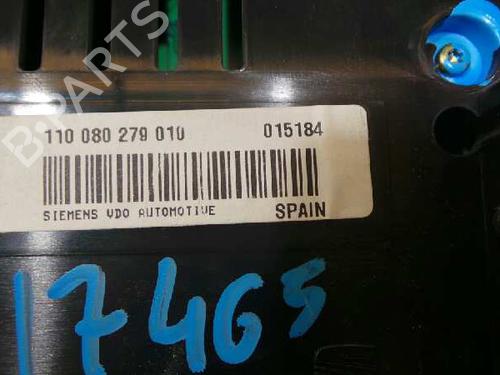 B-PARTS
110 080 279 010 015184
SIEMENS VDO AUTOMOTIVE SPAIN
17465